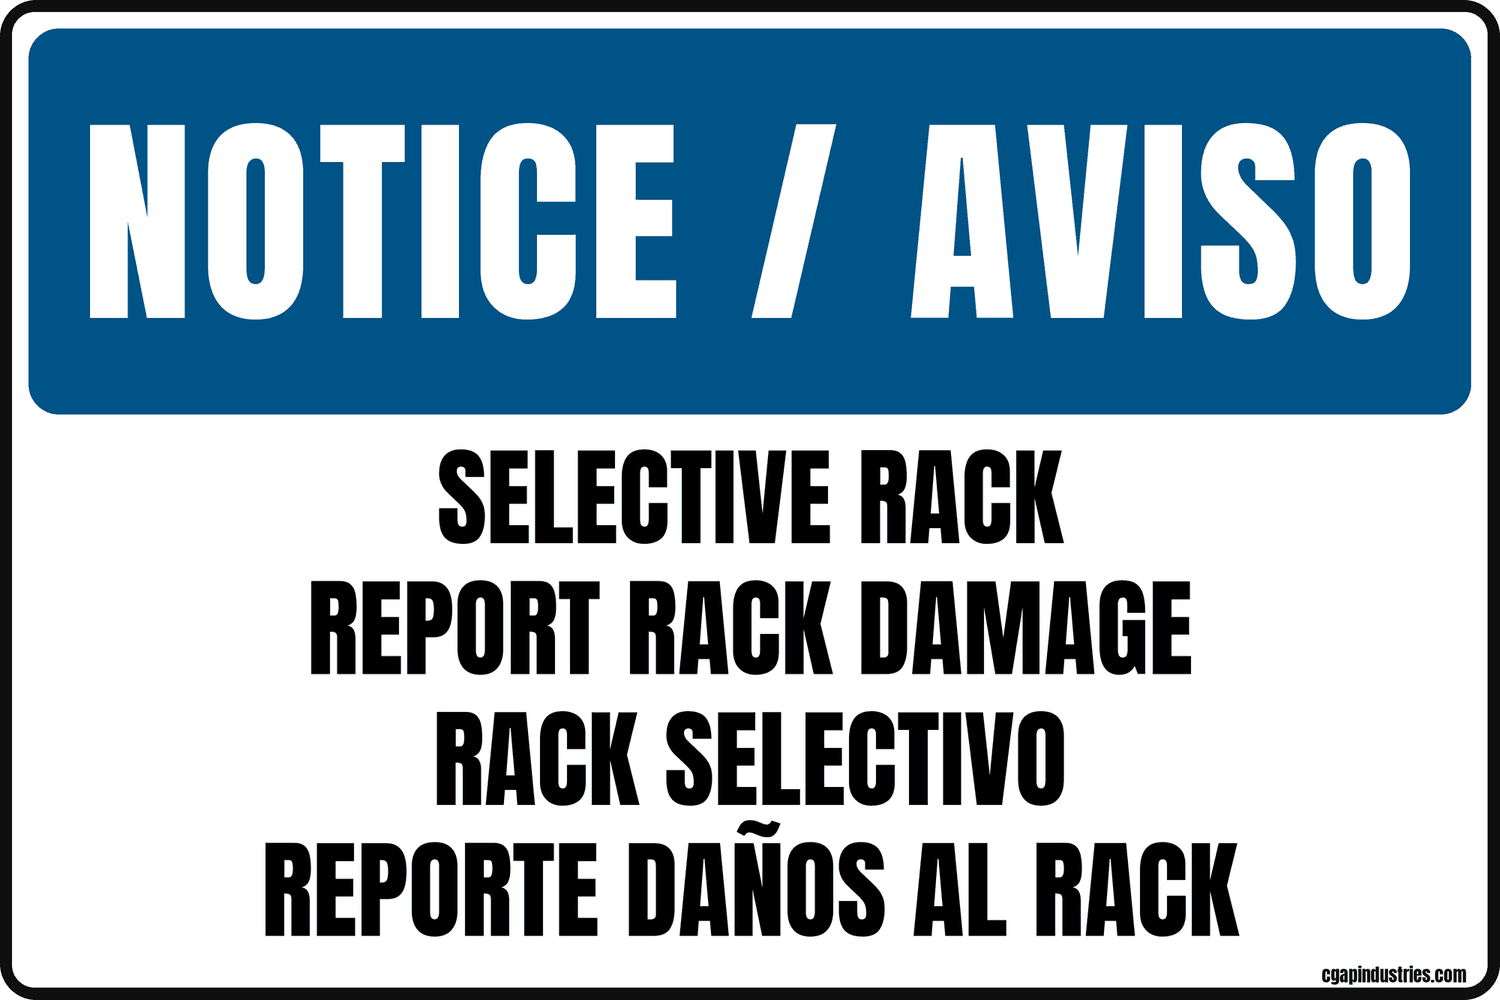 NOTICE / AVISO
SELECTIVE RACK
REPORT RACK DAMAGE
RACK SELECTIVO
REPORTE DAÑOS AL RACK
cgapindustries.com